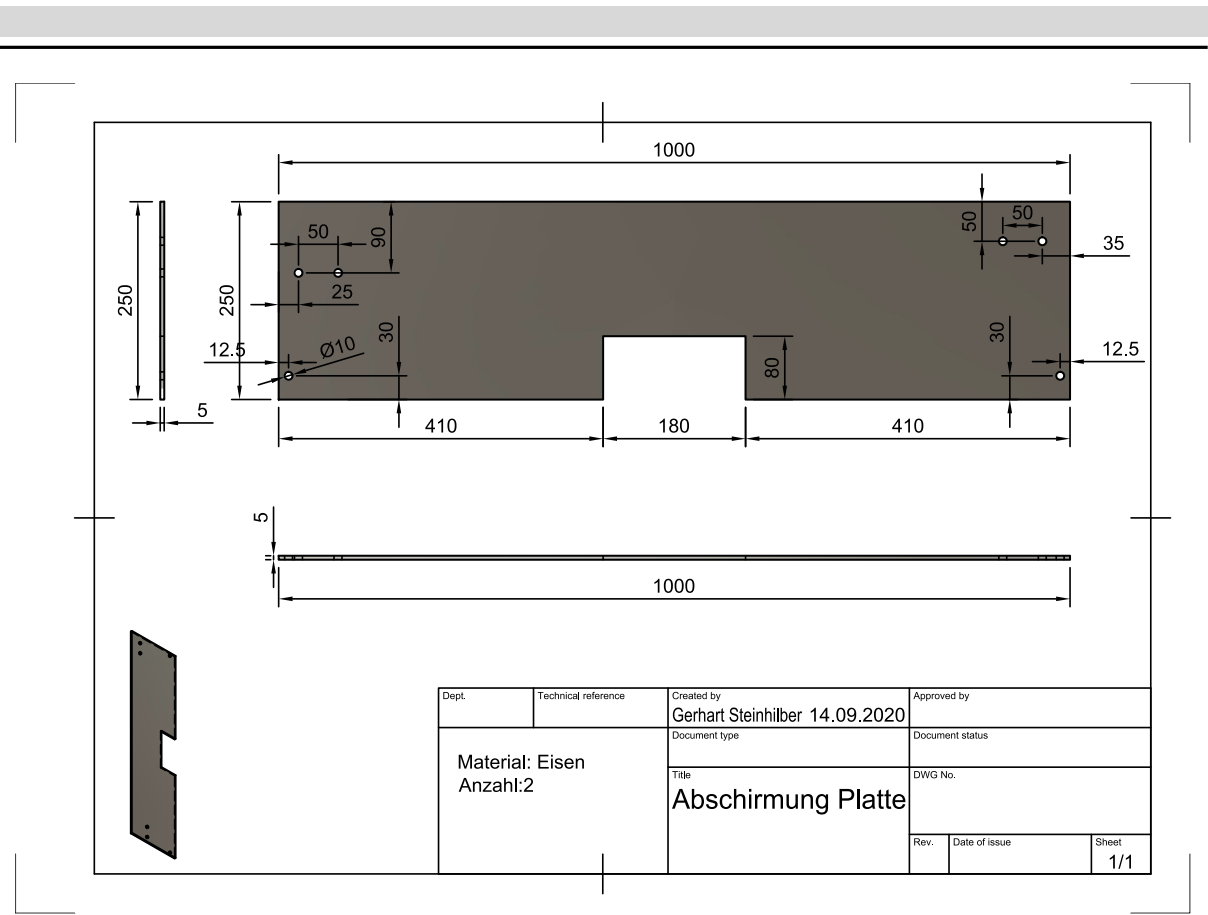 1000
50
90
50
50
35
250
250
25
12.5
Ø10
30
30
12.5
80
5
410
180
410
5
1000
Dept.
Technical reference
Created by
Gerhart Steinhilber 14.09.2020
Approved by
Document type
Document status
Material: Eisen
Anzahl:2
Title
Abschirmung Platte
DWG No.
Rev.
Date of issue
Sheet
1/1